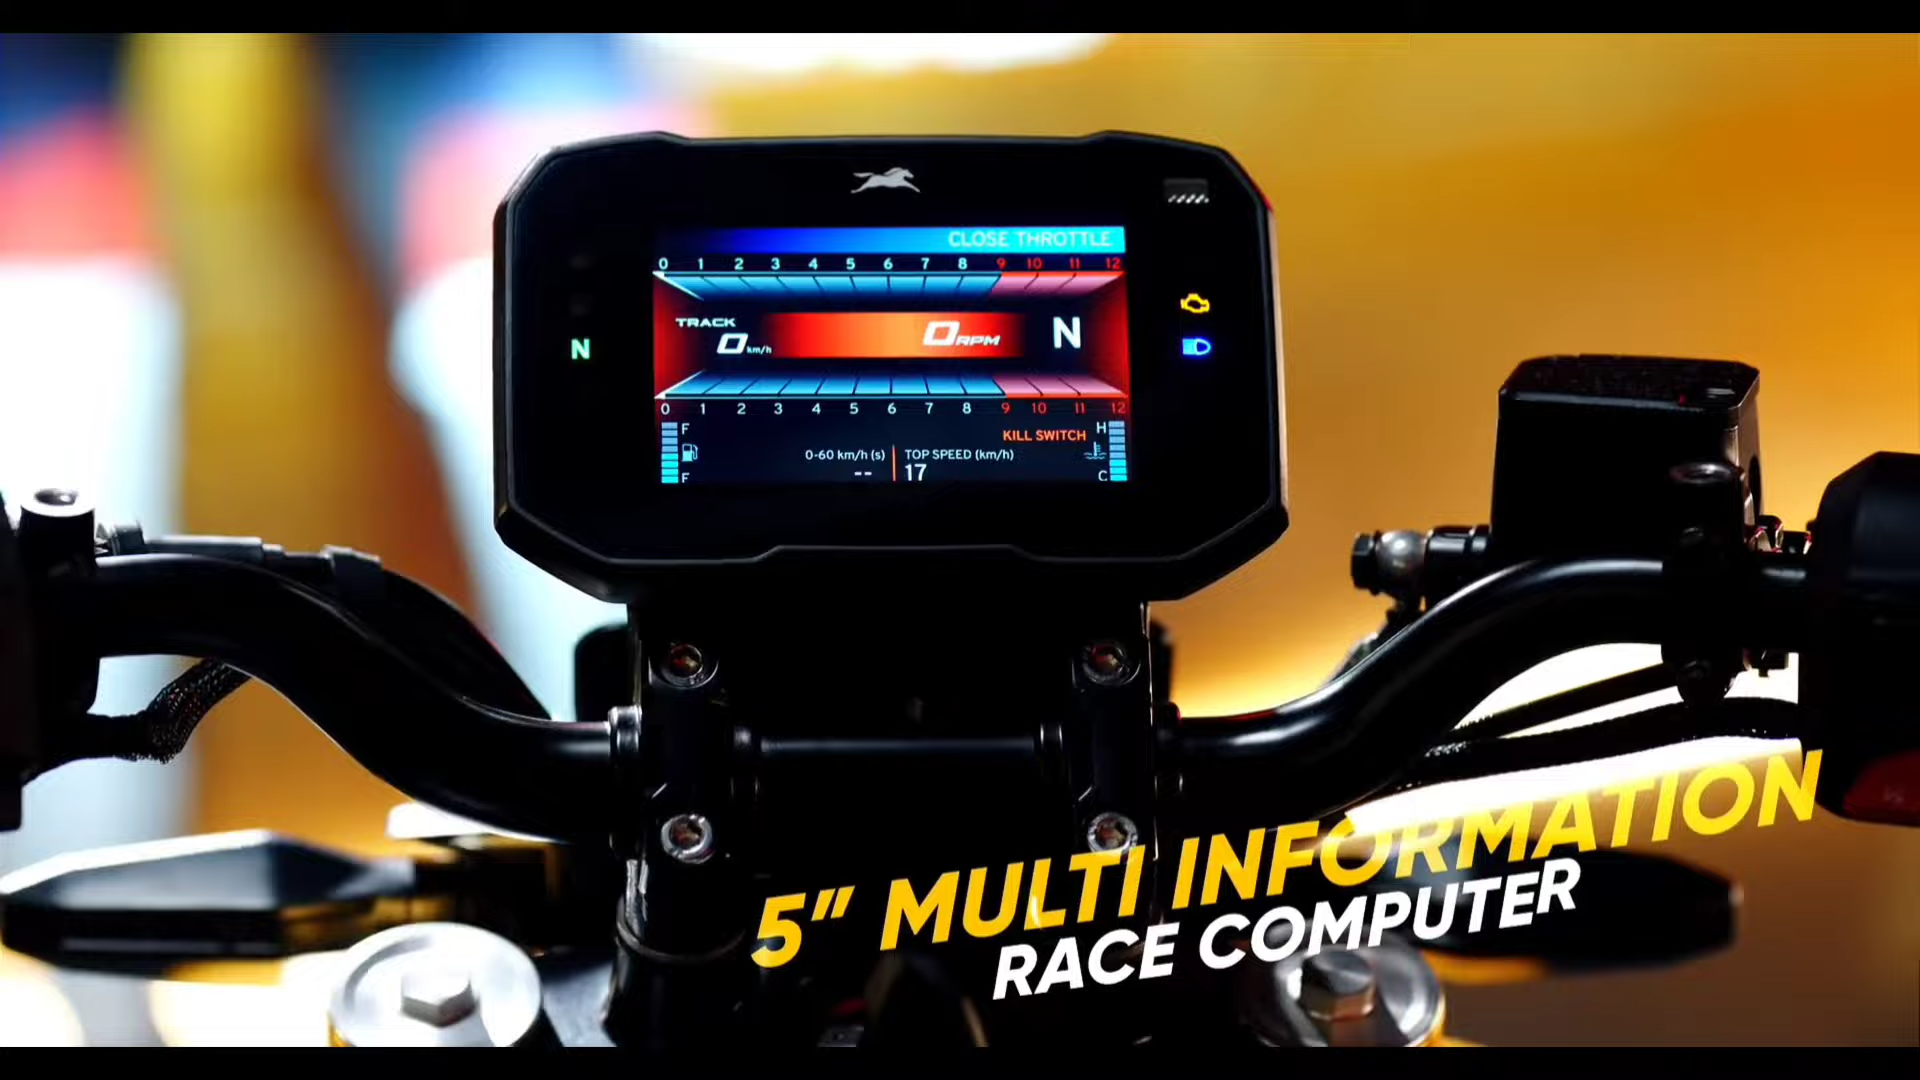 CLOSE THROTTLE
0 1 2 3 4 5 6 7 8 9 10 11 12
TRACK
0 km/h
0 RPM
N
N
0 1 2 3 4 5 6 7 8 9 10 11 12
F
KILL SWITCH
H
0-60 km/h (s)
--
TOP SPEED (km/h)
17
F
C
5" MULTI INFORMATION
RACE COMPUTER